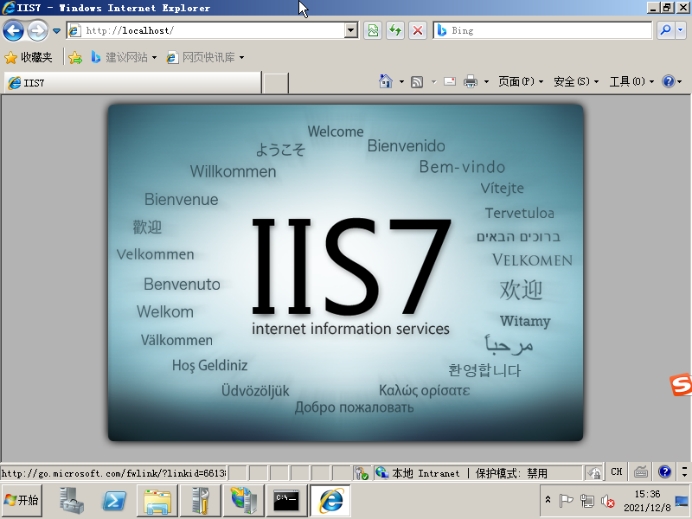 IIS7 - Windows Internet Explorer
http://localhost/
Bing
收藏夹
建议网站
网页快讯库
IIS7
页面(P)
安全(S)
工具(O)
Welcome
ようこそ
Bienvenido
Willkommen
Bem-vindo
Bienvenue
Vítejte
歡迎
Tervetuloa
Velkommen
ברוכים הבאים
VELKOMEN
IIS7
Benvenuto
欢迎
Welkom
Witamy
internet information services
Välkommen
مرحباً
Hoş Geldiniz
환영합니다
Üdvözöljük
Καλώς ορίσατε
Добро пожаловать
http://go.microsoft.com/fwlink/?linkid=6613
本地 Intranet | 保护模式: 禁用
CH
开始
15:36
2021/12/8